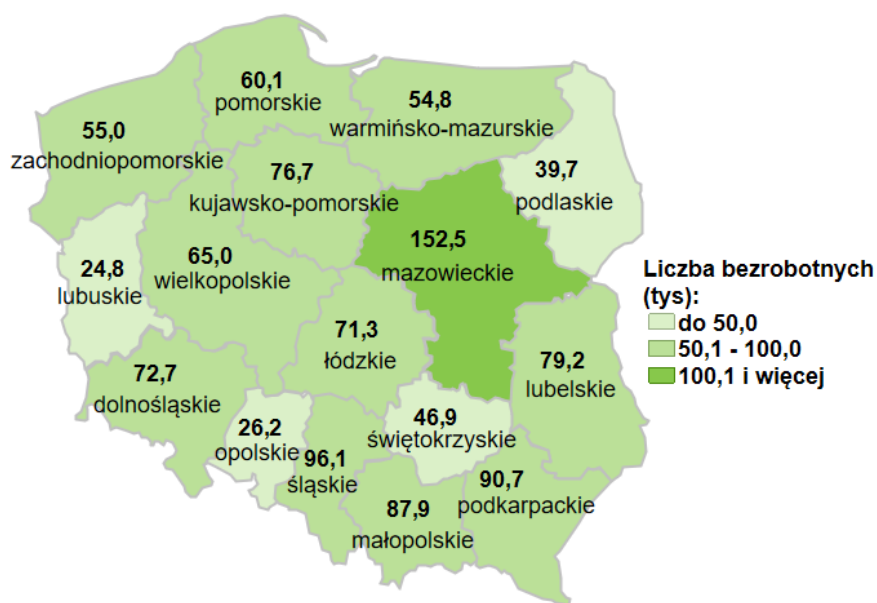 60,1
pomorskie
54,8
warmińsko-mazurskie
55,0
zachodniopomorskie
76,7
kujawsko-pomorskie
39,7
podlaskie
152,5
mazowieckie
24,8
lubuskie
65,0
wielkopolskie
Liczba bezrobotnych
(tys):
do 50,0
50,1 - 100,0
100,1 i więcej
71,3
łódzkie
79,2
lubelskie
72,7
dolnośląskie
26,2
opolskie
46,9
świętokrzyskie
96,1
śląskie
87,9
małopolskie
90,7
podkarpackie